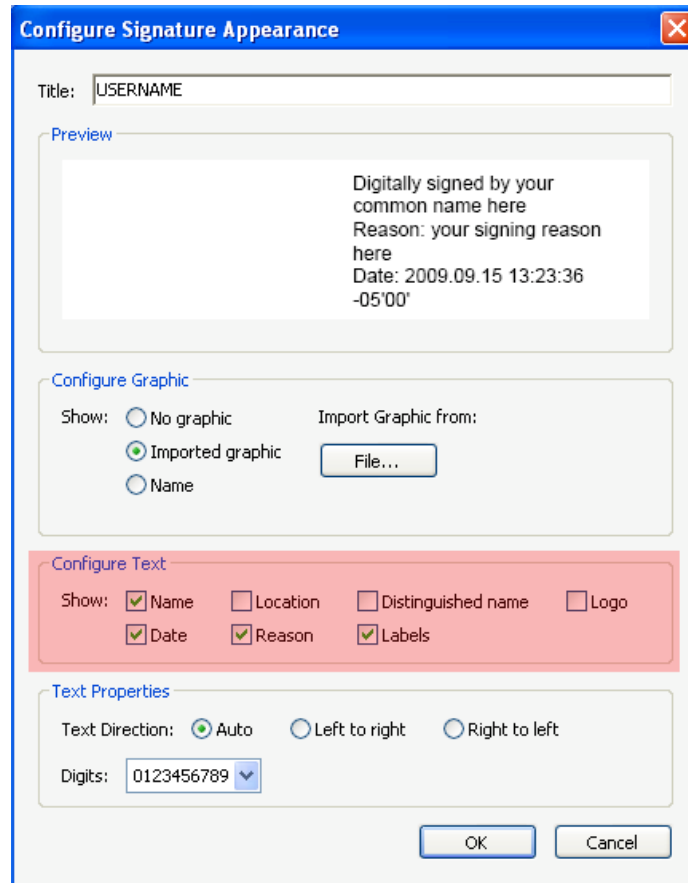 Configure Signature Appearance
Title: USERNAME
Preview
Digitally signed by your
common name here
Reason: your signing reason
here
Date: 2009.09.15 13:23:36
-05'00'
Configure Graphic
Show: No graphic Import Graphic from:
Imported graphic File...
Name
Configure Text
Show: Name Location Distinguished name Logo
Date Reason Labels
Text Properties
Text Direction: Auto Left to right Right to left
Digits: 0123456789
OK Cancel